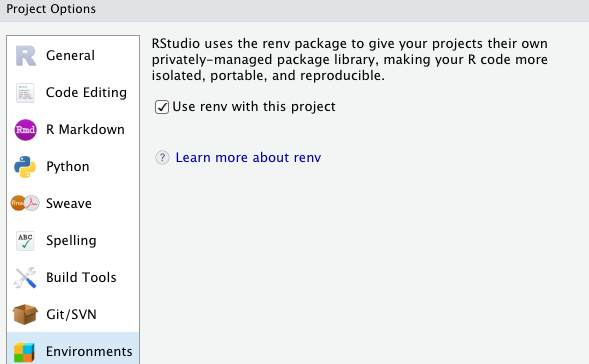 Project Options
General
Code Editing
Rmd
R Markdown
Python
Sweave
ABC
Spelling
Build Tools
Git/SVN
Environments
RStudio uses the renv package to give your projects their own
privately-managed package library, making your R code more
isolated, portable, and reproducible.
Use renv with this project
? Learn more about renv